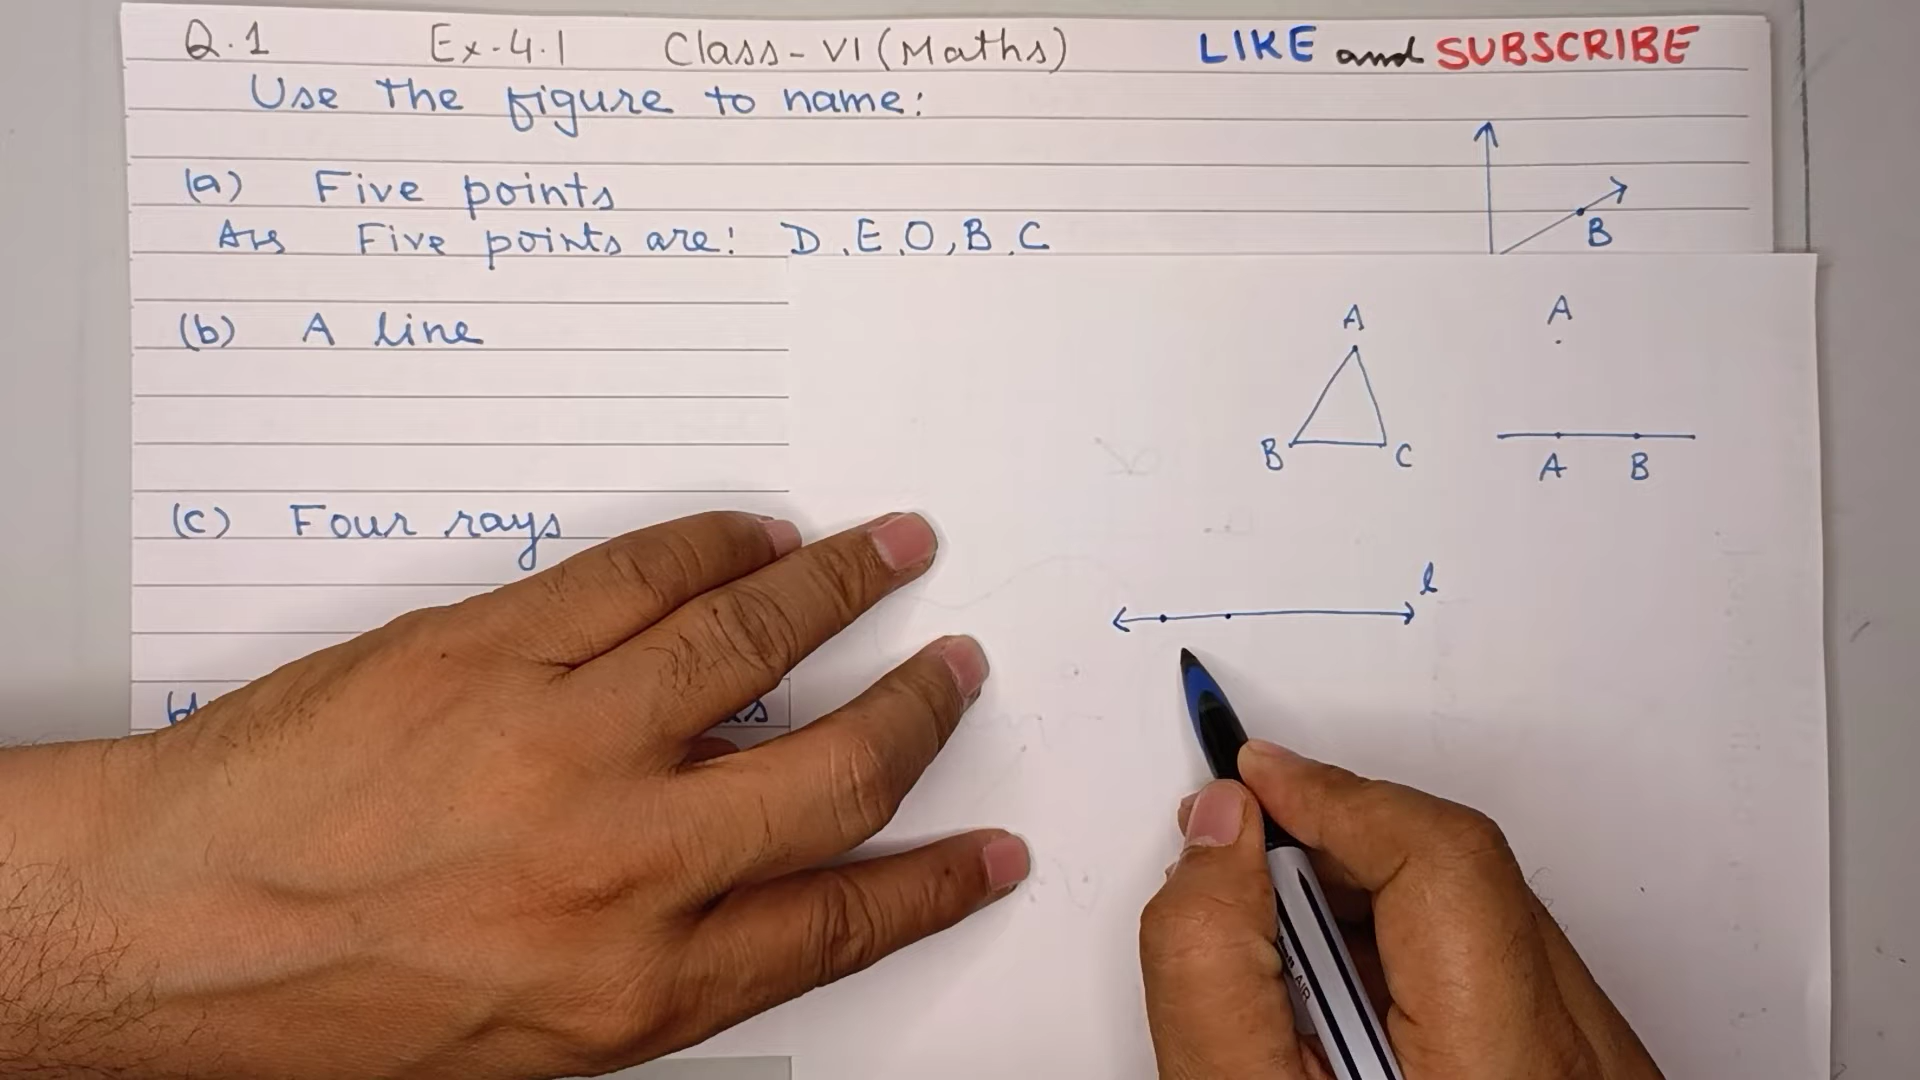 Q.1 Ex-4.1 Class-VI (Maths) LIKE and SUBSCRIBE
Use the figure to name:
(a) Five points
Ans Five points are: D, E, O, B, C
B
(b) A line
A
A
B
C
A B
(c) Four rays
l
AIR